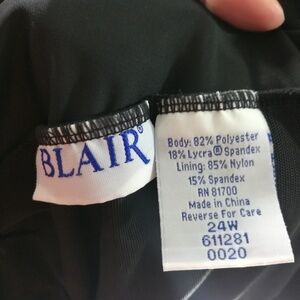 BLAIR®
Body: 82% Polyester
18% Lycra® Spandex
Lining: 85% Nylon
15% Spandex
RN 81700
Made in China
Reverse For Care
24W
611281
0020